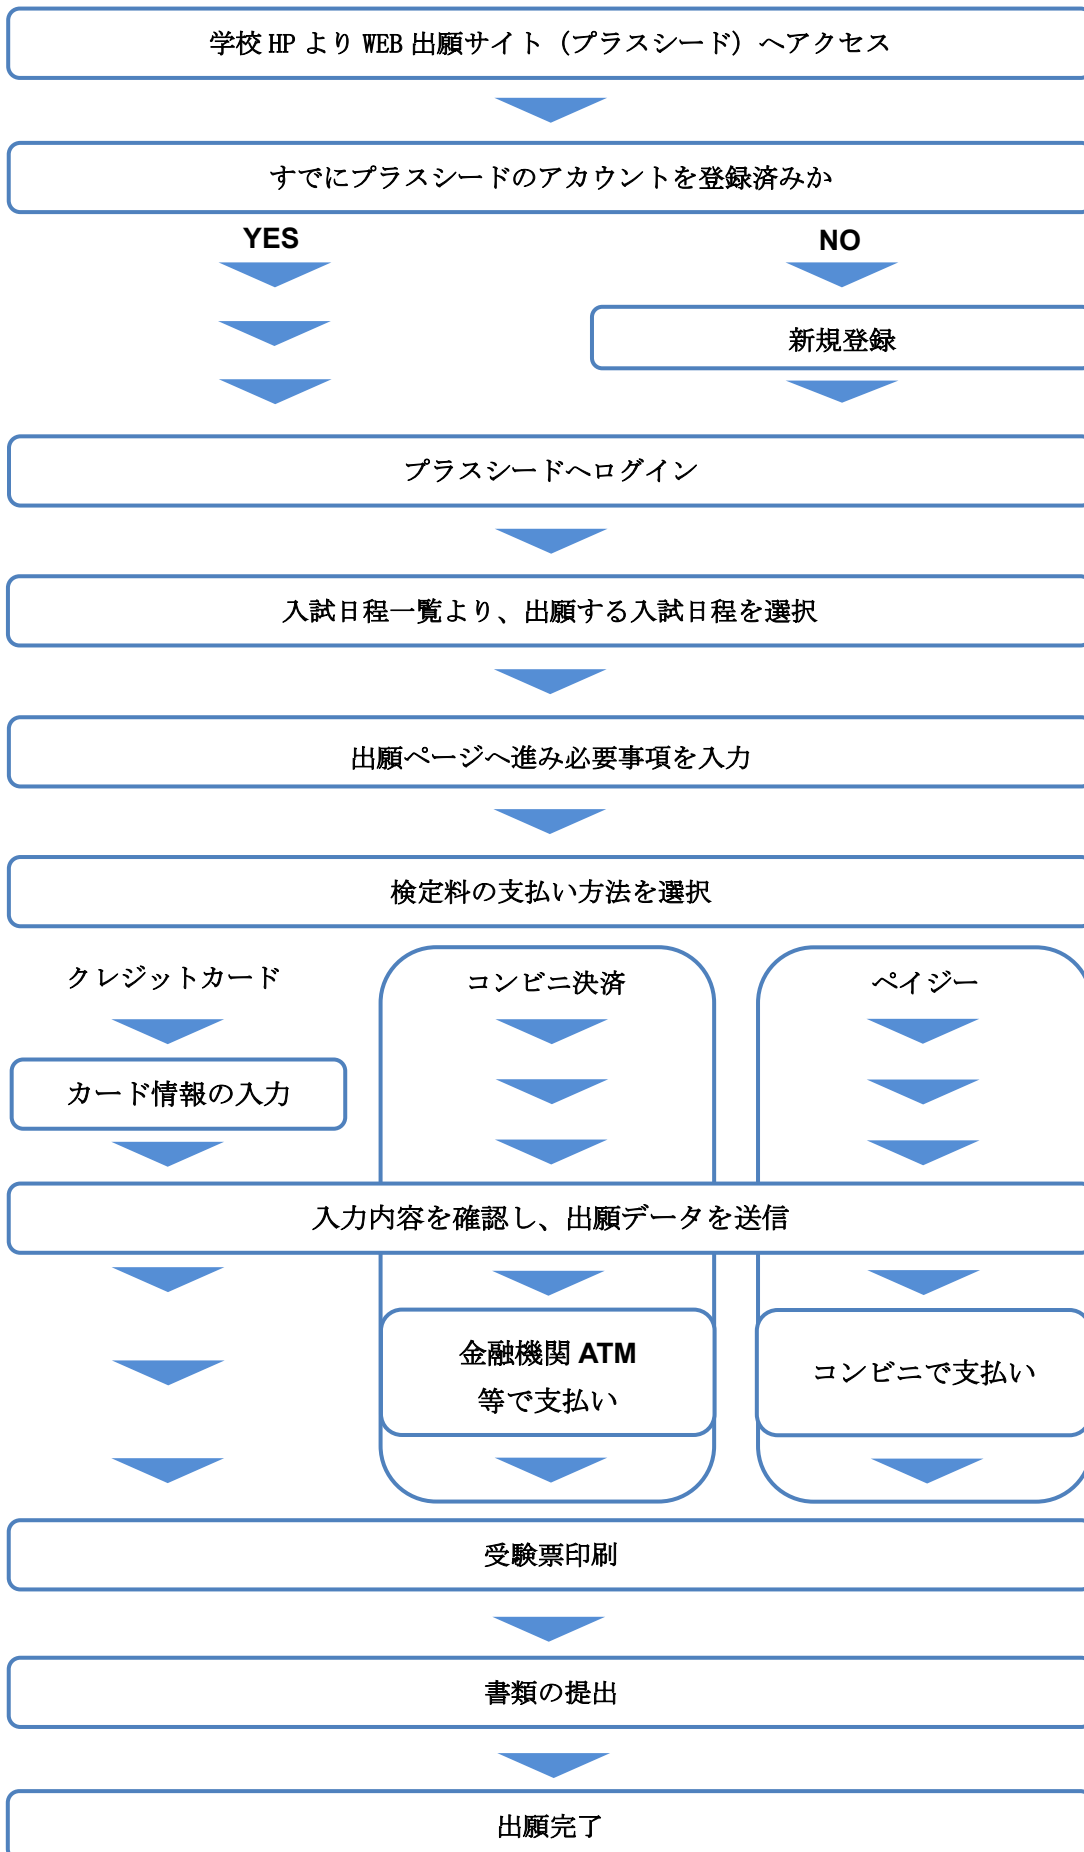 学校 HP より WEB 出願サイト（プラスシード）へアクセス
すでにプラスシードのアカウントを登録済みか
YES
NO
新規登録
プラスシードへログイン
入試日程一覧より、出願する入試日程を選択
出願ページへ進み必要事項を入力
検定料の支払い方法を選択
クレジットカード
コンビニ決済
ペイジー
カード情報の入力
入力内容を確認し、出願データを送信
金融機関 ATM
等で支払い
コンビニで支払い
受験票印刷
書類の提出
出願完了